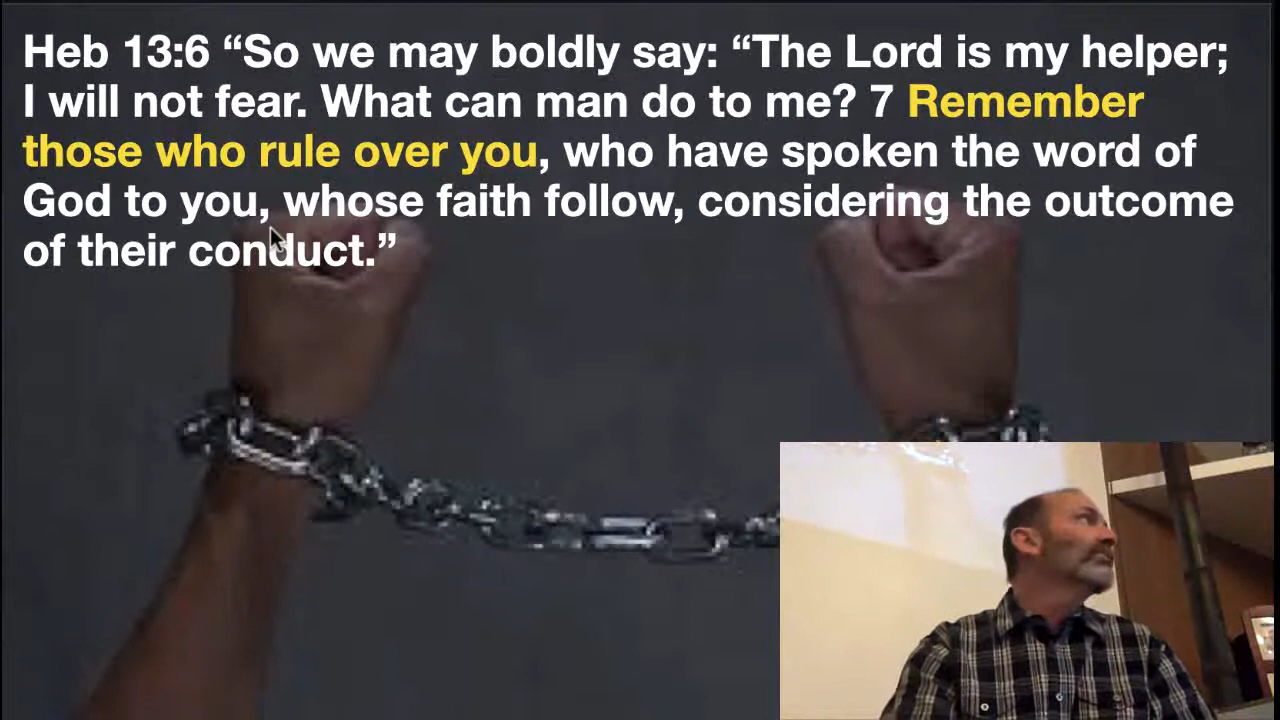 Heb 13:6 “So we may boldly say: “The Lord is my helper;
I will not fear. What can man do to me? 7 Remember
those who rule over you, who have spoken the word of
God to you, whose faith follow, considering the outcome
of their conduct.”